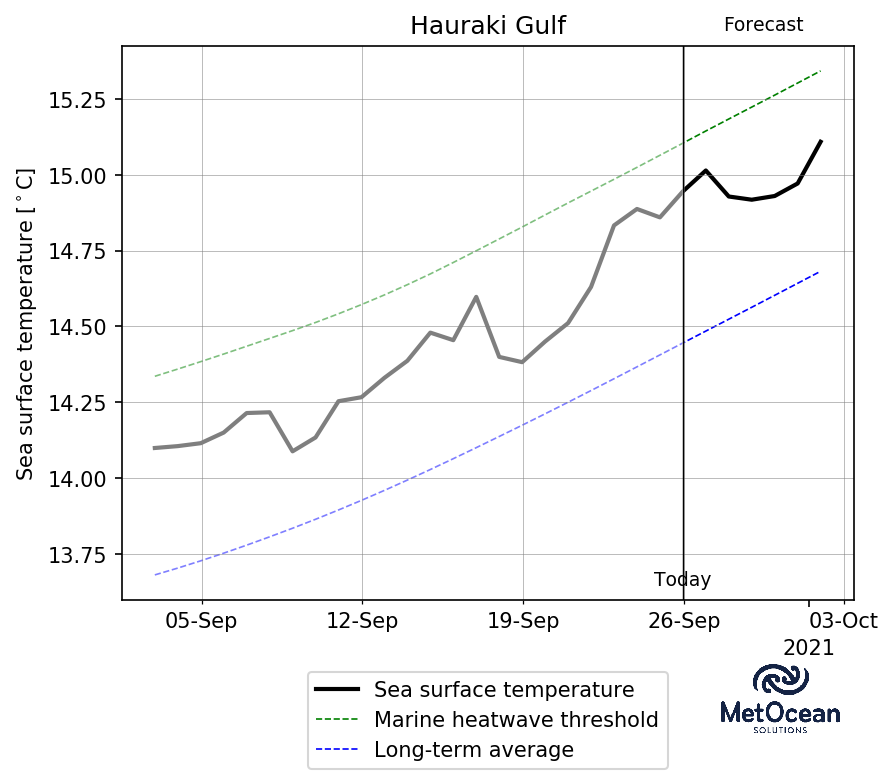 Hauraki Gulf
Forecast
Sea surface temperature [°C]
15.25
15.00
14.75
14.50
14.25
14.00
13.75
Today
05-Sep 12-Sep 19-Sep 26-Sep 03-Oct
2021
Sea surface temperature
Marine heatwave threshold
Long-term average
MetOcean
SOLUTIONS